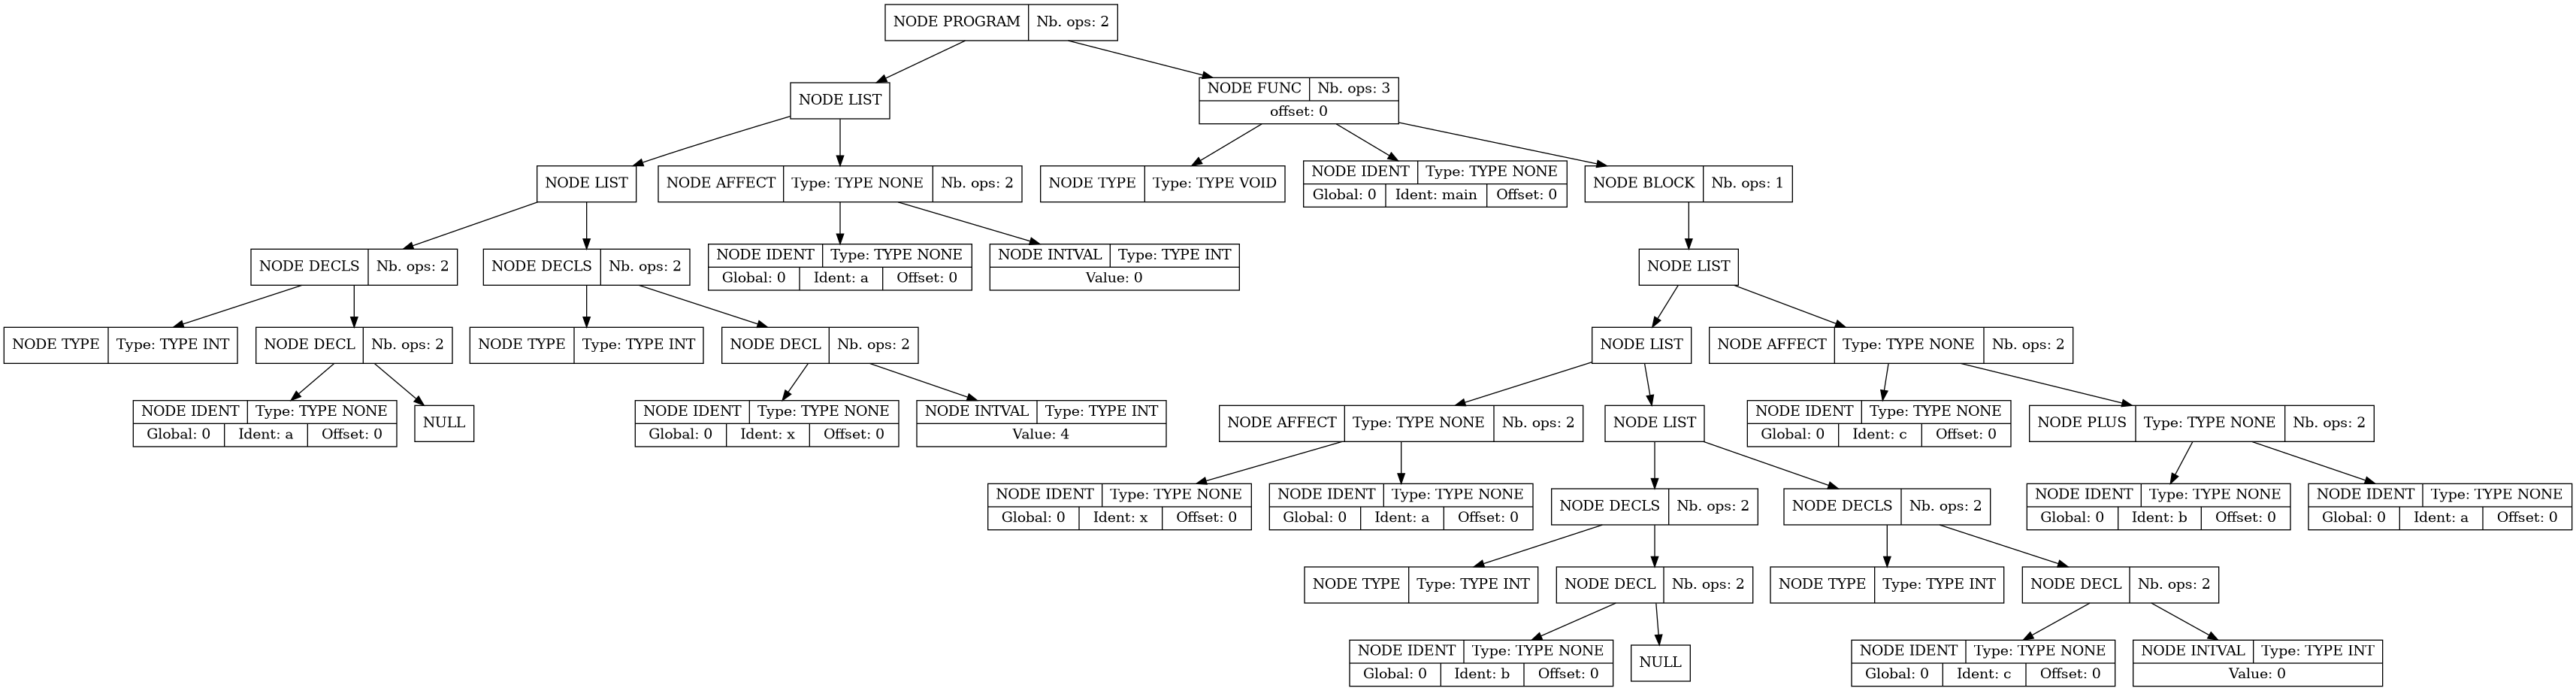 NODE PROGRAM Nb. ops: 2
NODE LIST
NODE FUNC Nb. ops: 3
offset: 0
NODE LIST
NODE AFFECT Type: TYPE NONE Nb. ops: 2
NODE TYPE Type: TYPE VOID
NODE IDENT Type: TYPE NONE
Global: 0 Ident: main Offset: 0
NODE BLOCK Nb. ops: 1
NODE DECLS Nb. ops: 2
NODE DECLS Nb. ops: 2
NODE IDENT Type: TYPE NONE
Global: 0 Ident: a Offset: 0
NODE INTVAL Type: TYPE INT
Value: 0
NODE LIST
NODE TYPE Type: TYPE INT
NODE DECL Nb. ops: 2
NODE TYPE Type: TYPE INT
NODE DECL Nb. ops: 2
NODE LIST
NODE AFFECT Type: TYPE NONE Nb. ops: 2
NODE IDENT Type: TYPE NONE
Global: 0 Ident: a Offset: 0
NULL
NODE IDENT Type: TYPE NONE
Global: 0 Ident: x Offset: 0
NODE INTVAL Type: TYPE INT
Value: 4
NODE AFFECT Type: TYPE NONE Nb. ops: 2
NODE LIST
NODE IDENT Type: TYPE NONE
Global: 0 Ident: c Offset: 0
NODE PLUS Type: TYPE NONE Nb. ops: 2
NODE IDENT Type: TYPE NONE
Global: 0 Ident: x Offset: 0
NODE IDENT Type: TYPE NONE
Global: 0 Ident: a Offset: 0
NODE DECLS Nb. ops: 2
NODE DECLS Nb. ops: 2
NODE IDENT Type: TYPE NONE
Global: 0 Ident: b Offset: 0
NODE IDENT Type: TYPE NONE
Global: 0 Ident: a Offset: 0
NODE TYPE Type: TYPE INT
NODE DECL Nb. ops: 2
NODE TYPE Type: TYPE INT
NODE DECL Nb. ops: 2
NODE IDENT Type: TYPE NONE
Global: 0 Ident: b Offset: 0
NULL
NODE IDENT Type: TYPE NONE
Global: 0 Ident: c Offset: 0
NODE INTVAL Type: TYPE INT
Value: 0